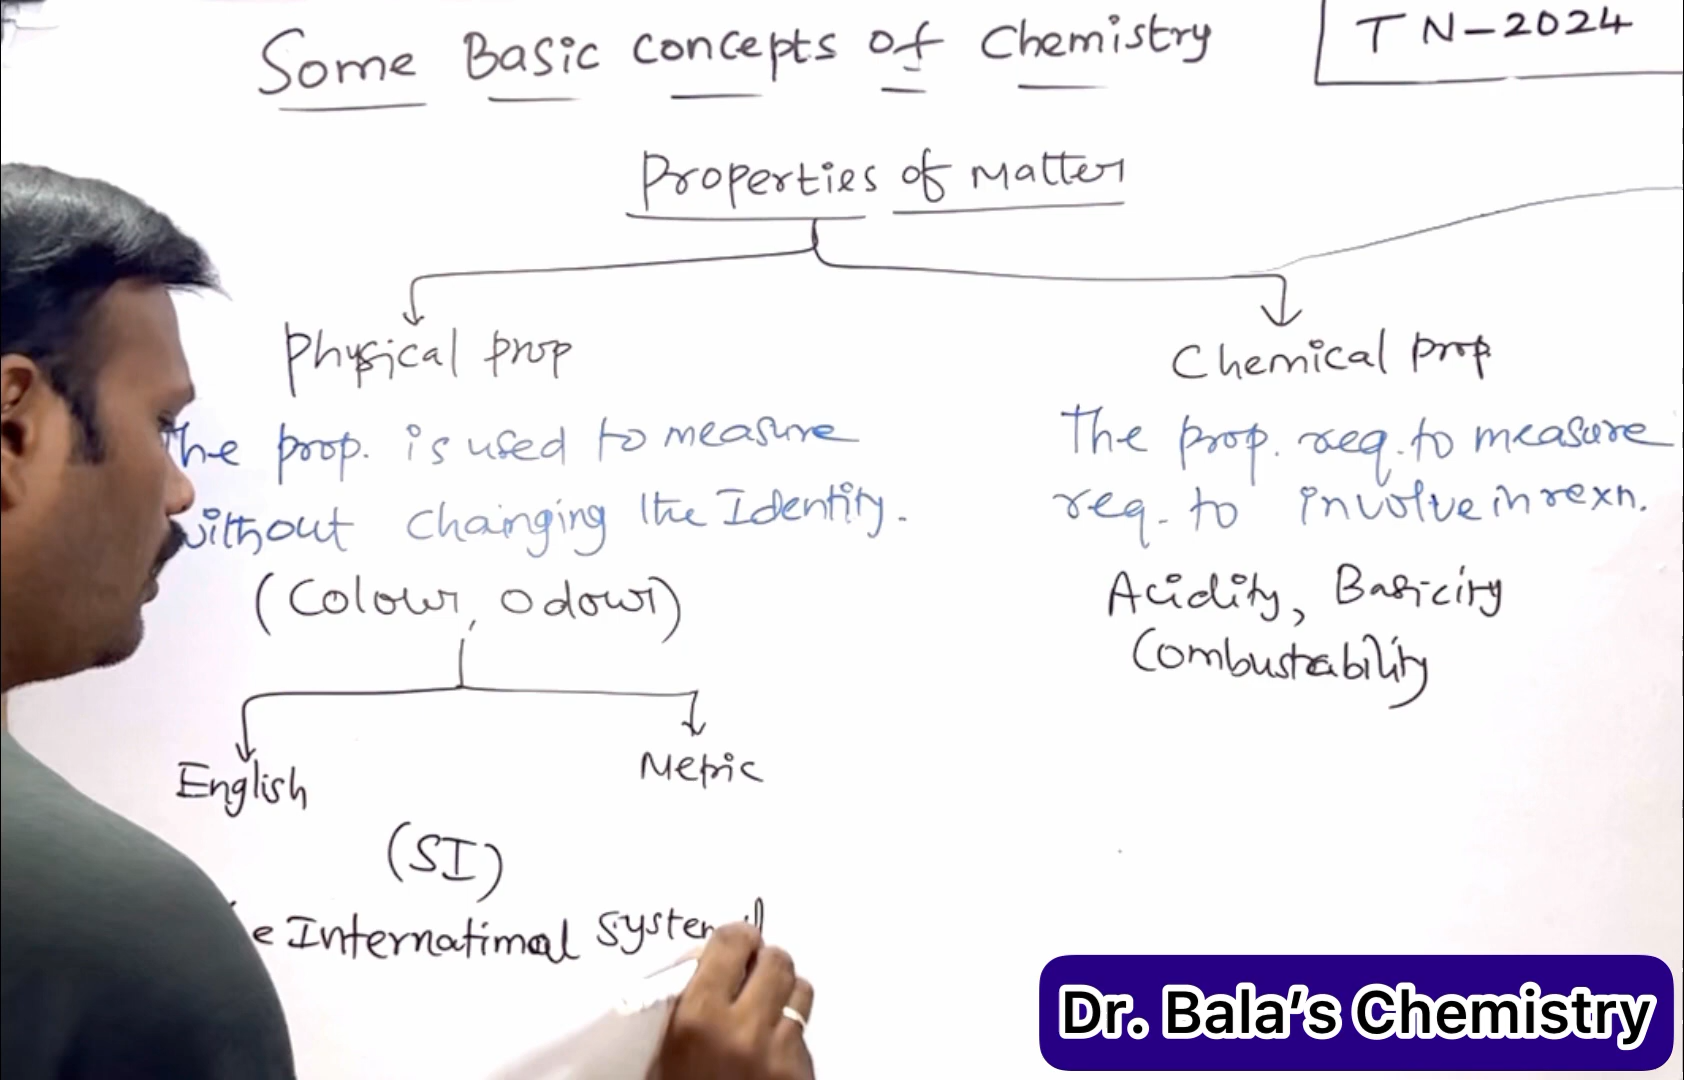 Some Basic Concepts of Chemistry
TN-2024
Properties of Matter
Physical prop
Chemical prop
The prop. is used to measure
without changing the Identity.
(Colour, Odour)
The prop. req. to measure
req. to involve in rexn.
Acidity, Basicity
Combustability
English
Metric
(SI)
International System
Dr. Bala's Chemistry